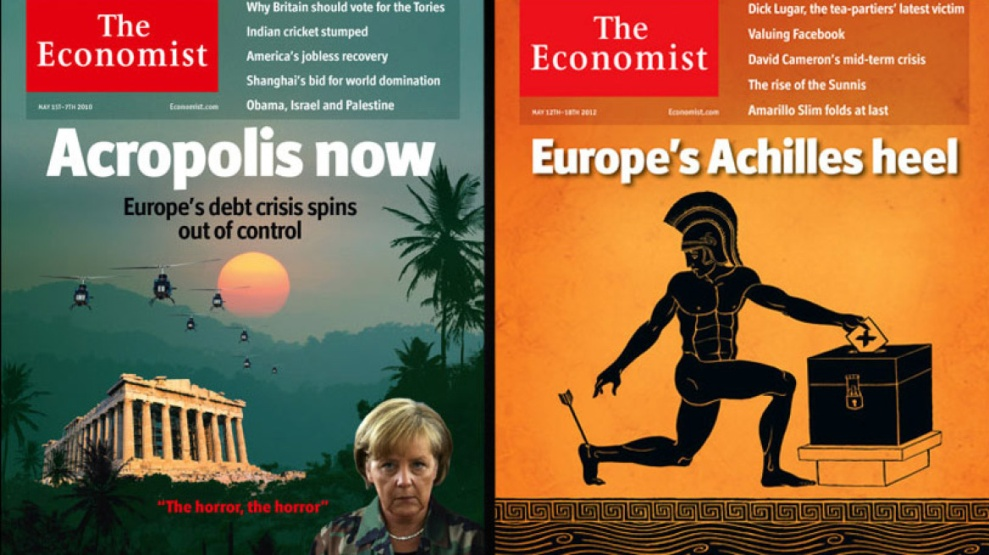 The
Economist
Why Britain should vote for the Tories
Indian cricket stumped
America's jobless recovery
Shanghai's bid for world domination
Obama, Israel and Palestine
MAY 1ST–7TH 2010
Economist.com
Acropolis now
Europe's debt crisis spins
out of control
"The horror, the horror"
The
Economist
Dick Lugar, the tea-partiers' latest victim
Valuing Facebook
David Cameron's mid-term crisis
The rise of the Sunnis
Amarillo Slim folds at last
MAY 12TH–18TH 2012
Economist.com
Europe's Achilles heel